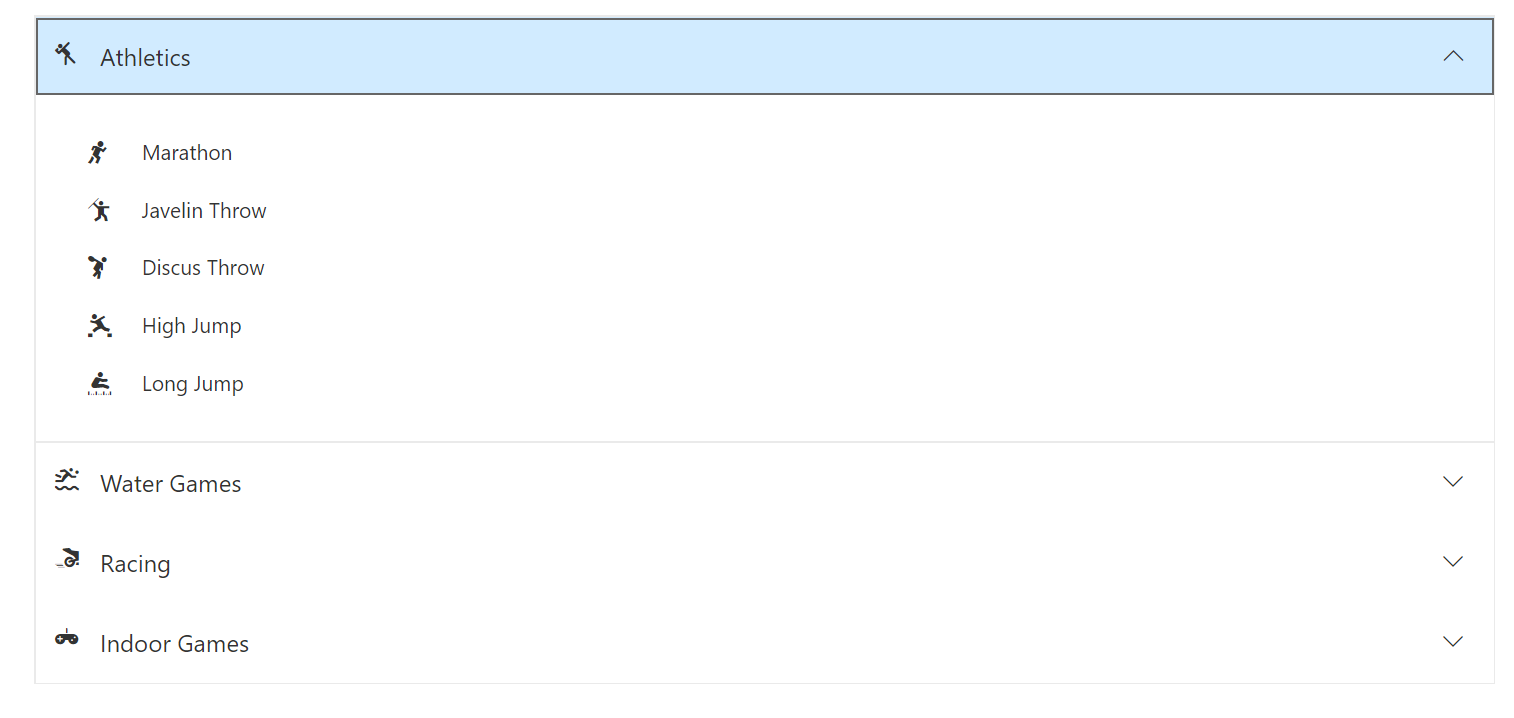 Athletics
Marathon
Javelin Throw
Discus Throw
High Jump
Long Jump
Water Games
Racing
Indoor Games